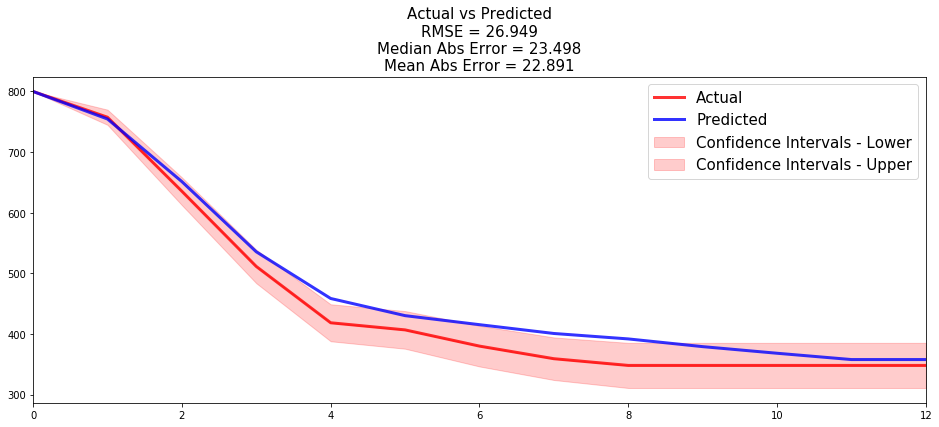 Actual vs Predicted
RMSE = 26.949
Median Abs Error = 23.498
Mean Abs Error = 22.891
Actual
Predicted
Confidence Intervals - Lower
Confidence Intervals - Upper
800
700
600
500
400
300
0 2 4 6 8 10 12